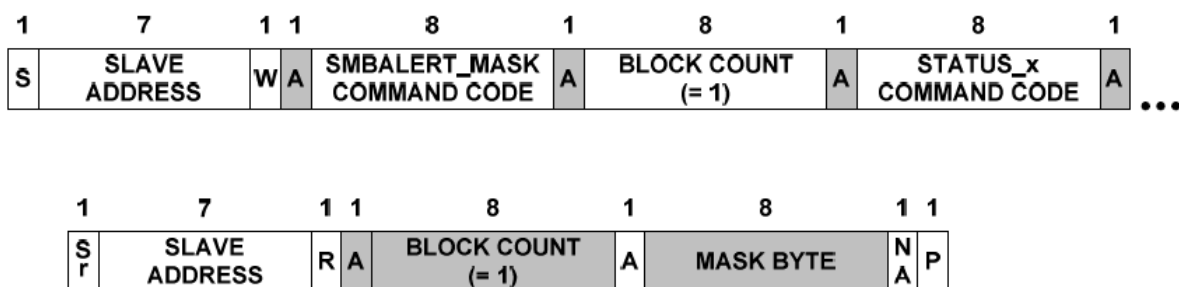 1 7 1 1 8 1 8 1 8 1
S SLAVE ADDRESS W A SMBALERT_MASK COMMAND CODE A BLOCK COUNT (= 1) A STATUS_x COMMAND CODE A ...
1 7 1 1 8 1 8 1 1
Sr SLAVE ADDRESS R A BLOCK COUNT (= 1) A MASK BYTE NA P